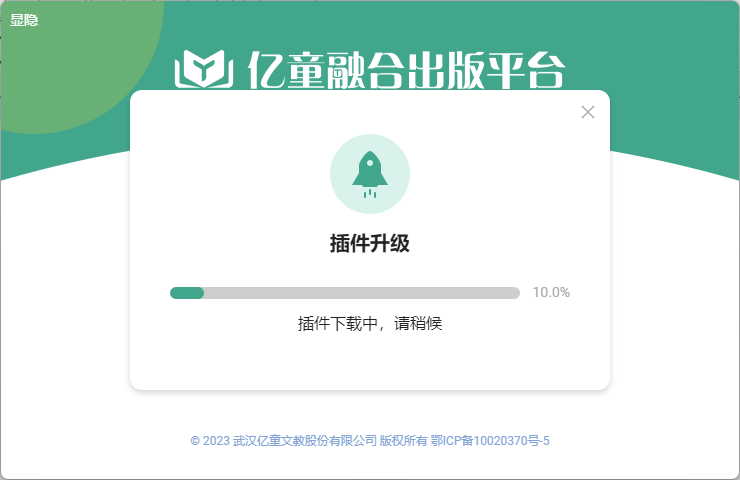 显隐
亿童融合出版平台
插件升级
10.0%
插件下载中，请稍候
© 2023 武汉亿童文教股份有限公司 版权所有 鄂ICP备10020370号-5